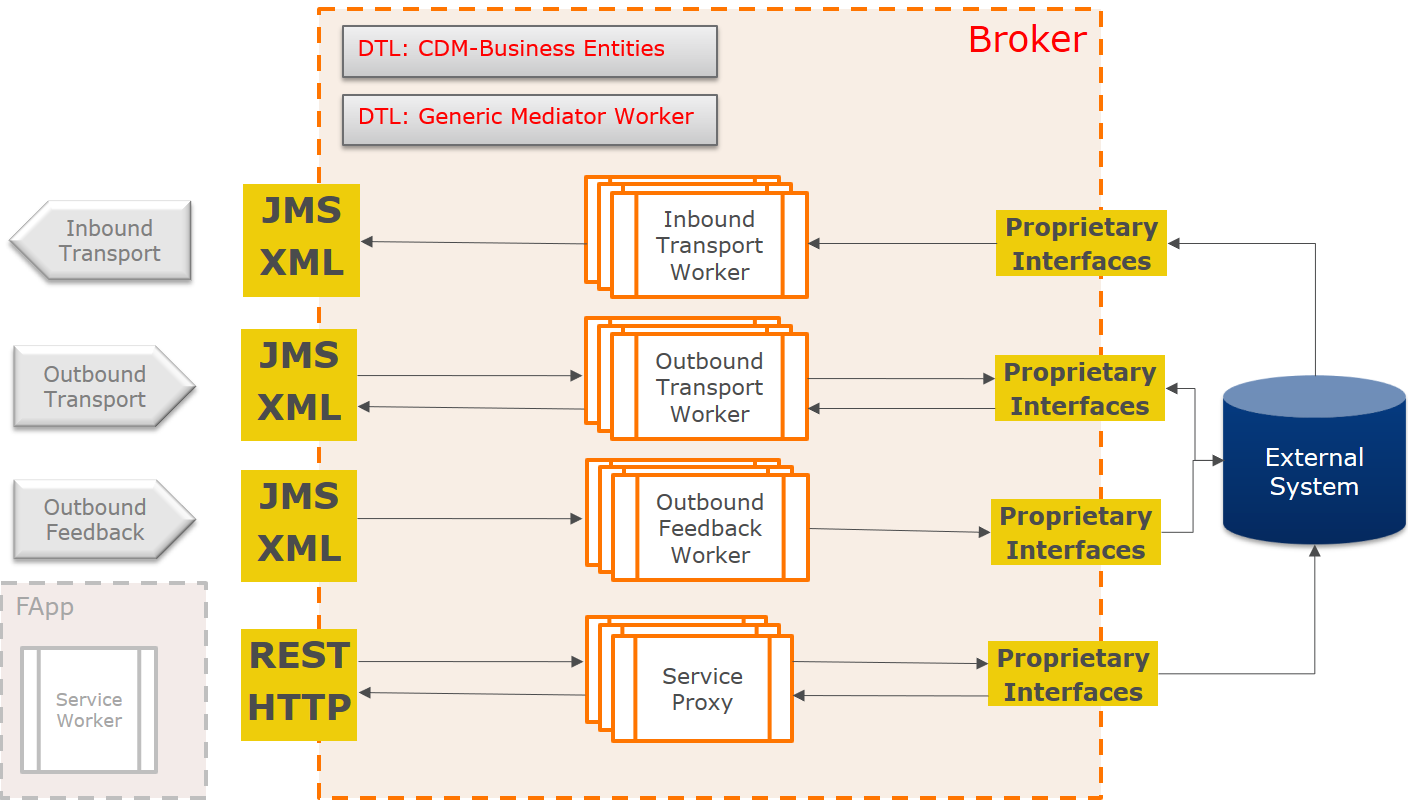 Broker
DTL: CDM-Business Entities
DTL: Generic Mediator Worker
Inbound
Transport
JMS
XML
Inbound
Transport
Worker
Proprietary
Interfaces
Outbound
Transport
JMS
XML
Outbound
Transport
Worker
Proprietary
Interfaces
External
System
Outbound
Feedback
JMS
XML
Outbound
Feedback
Worker
Proprietary
Interfaces
FApp
Service
Worker
REST
HTTP
Service
Proxy
Proprietary
Interfaces